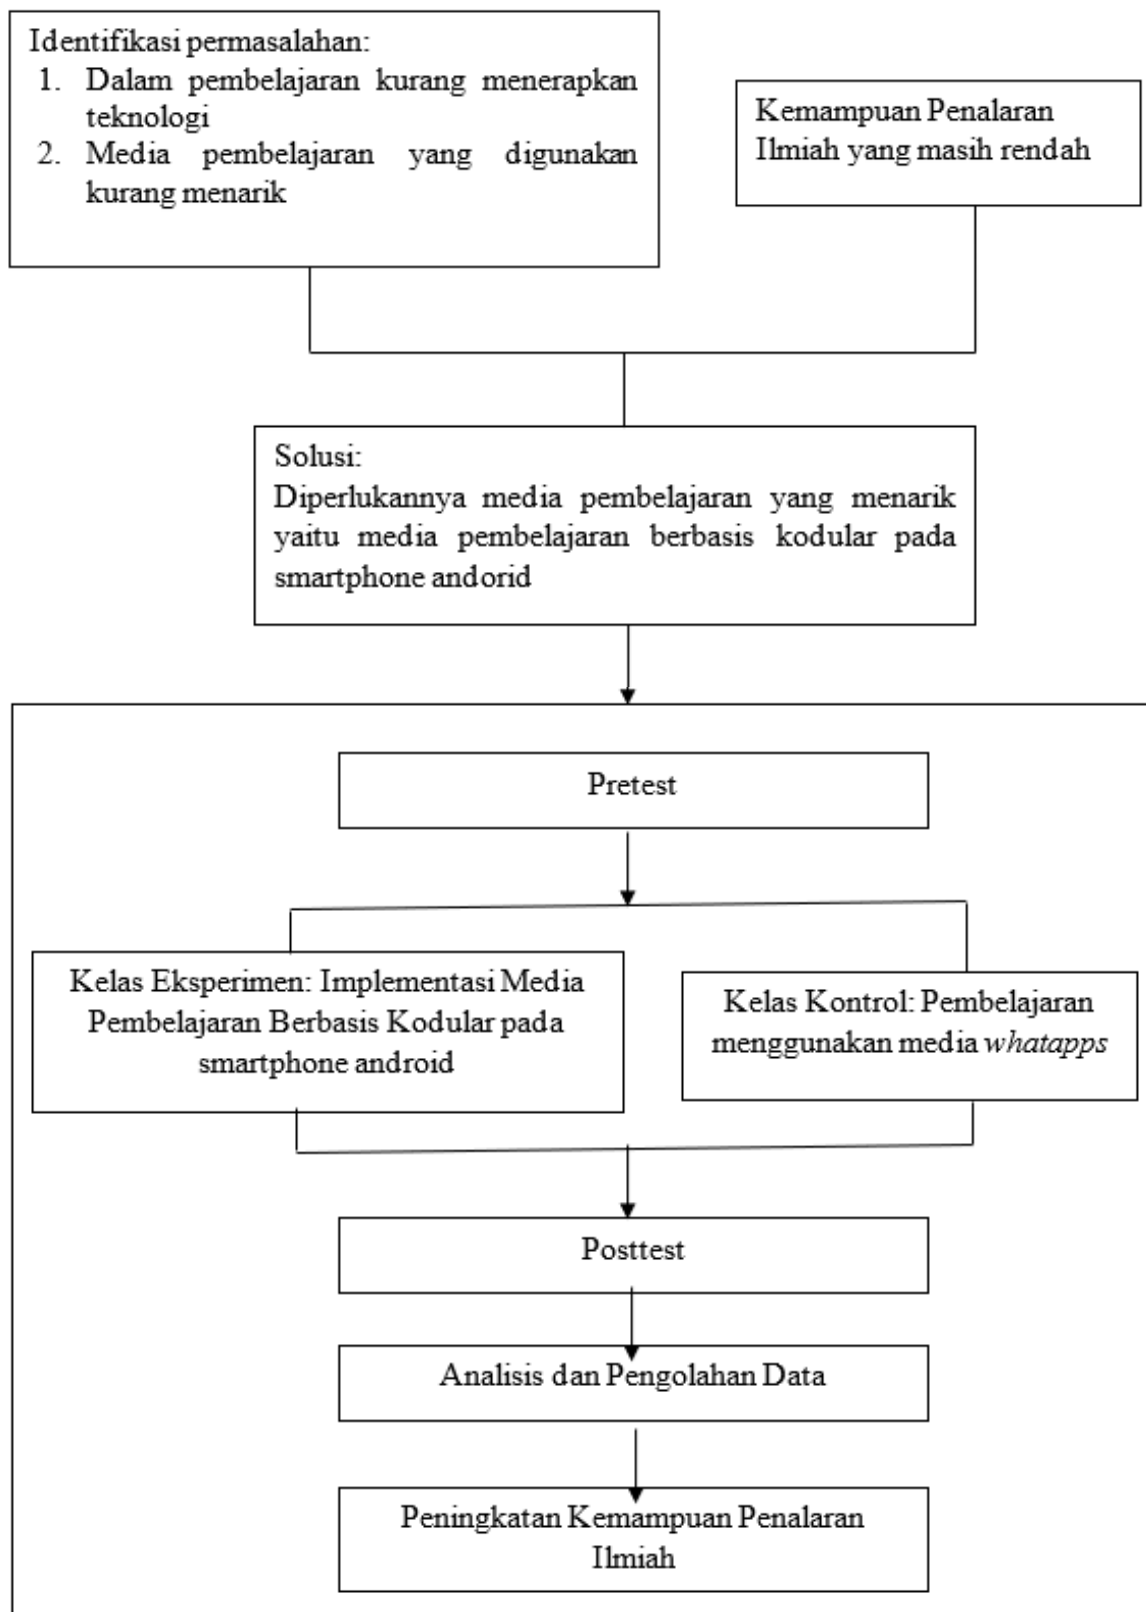 Identifikasi permasalahan:
1. Dalam pembelajaran kurang menerapkan
teknologi
2. Media pembelajaran yang digunakan
kurang menarik
Kemampuan Penalaran
Ilmiah yang masih rendah
Solusi:
Diperlukannya media pembelajaran yang menarik
yaitu media pembelajaran berbasis kodular pada
smartphone andorid
Pretest
Kelas Eksperimen: Implementasi Media
Pembelajaran Berbasis Kodular pada
smartphone android
Kelas Kontrol: Pembelajaran
menggunakan media whatapps
Posttest
Analisis dan Pengolahan Data
Peningkatan Kemampuan Penalaran
Ilmiah